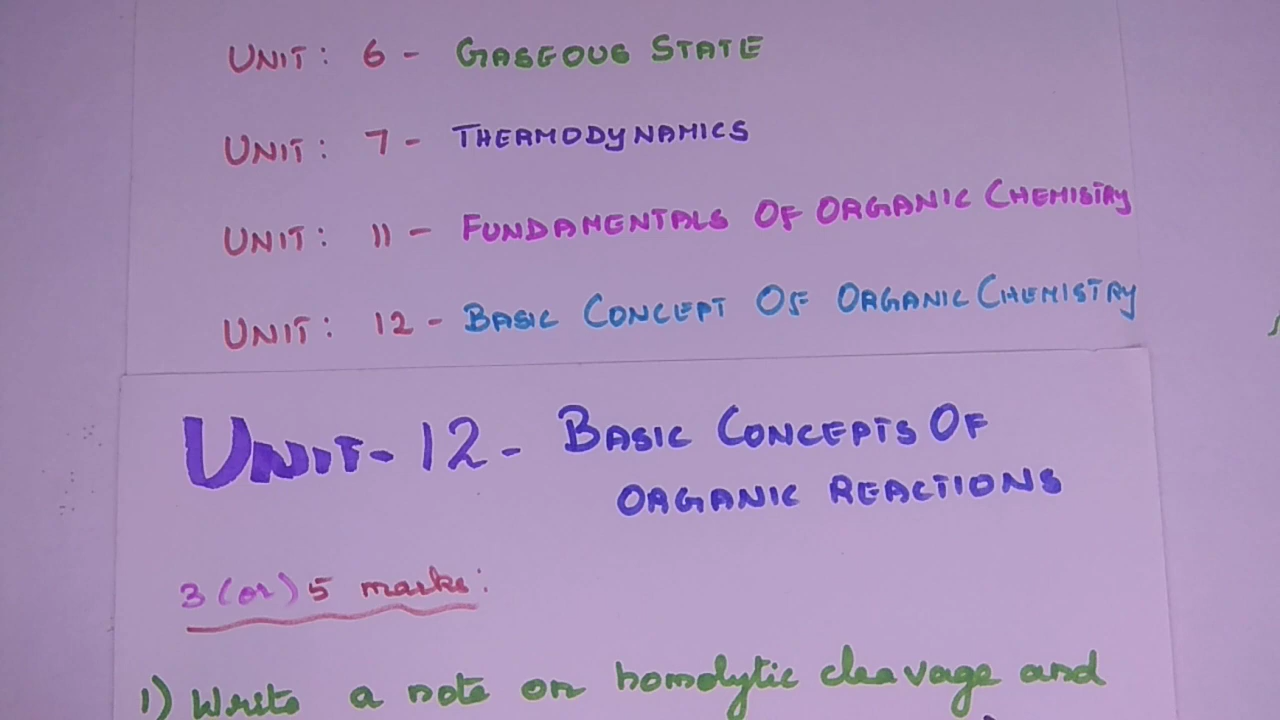 UNIT: 6 - GASEOUS STATE
UNIT: 7 - THERMODYNAMICS
UNIT: 11 - FUNDAMENTALS OF ORGANIC CHEMISTRY
UNIT: 12 - BASIC CONCEPT OF ORGANIC CHEMISTRY
UNIT - 12 - BASIC CONCEPTS OF
ORGANIC REACTIONS
3 (or) 5 marks:
1) Write a note on homolytic cleavage and